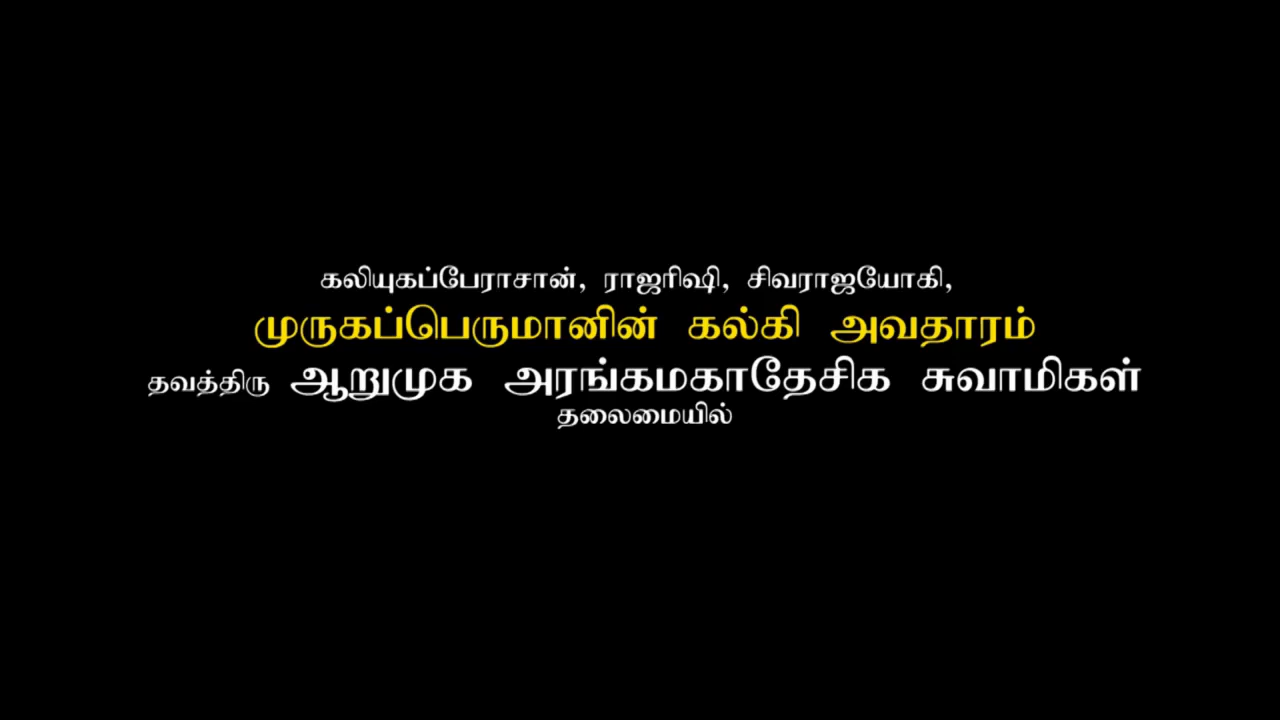 கலியுகப்பேராசான், ராஜரிஷி, சிவராஜயோகி,
முருகப்பெருமானின் கல்கி அவதாரம்
தவத்திரு ஆறுமுக அரங்கமகாதேசிக சுவாமிகள்
தலைமையில்